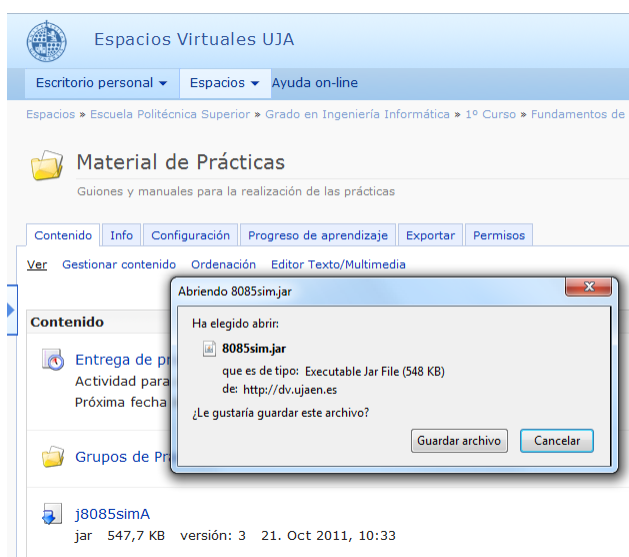 Espacios Virtuales UJA
Escritorio personal Espacios Ayuda on-line
Espacios » Escuela Politécnica Superior » Grado en Ingeniería Informática » 1º Curso » Fundamentos de
Material de Prácticas
Guiones y manuales para la realización de las prácticas
Contenido Info Configuración Progreso de aprendizaje Exportar Permisos
Ver Gestionar contenido Ordenación Editor Texto/Multimedia
Abriendo 8085sim.jar
Ha elegido abrir:
8085sim.jar
que es de tipo: Executable Jar File (548 KB)
de: http://dv.ujaen.es
¿Le gustaría guardar este archivo?
Guardar archivo Cancelar
Contenido
Entrega de pr
Actividad para
Próxima fecha
Grupos de Pr
j8085simA
jar 547,7 KB versión: 3 21. Oct 2011, 10:33